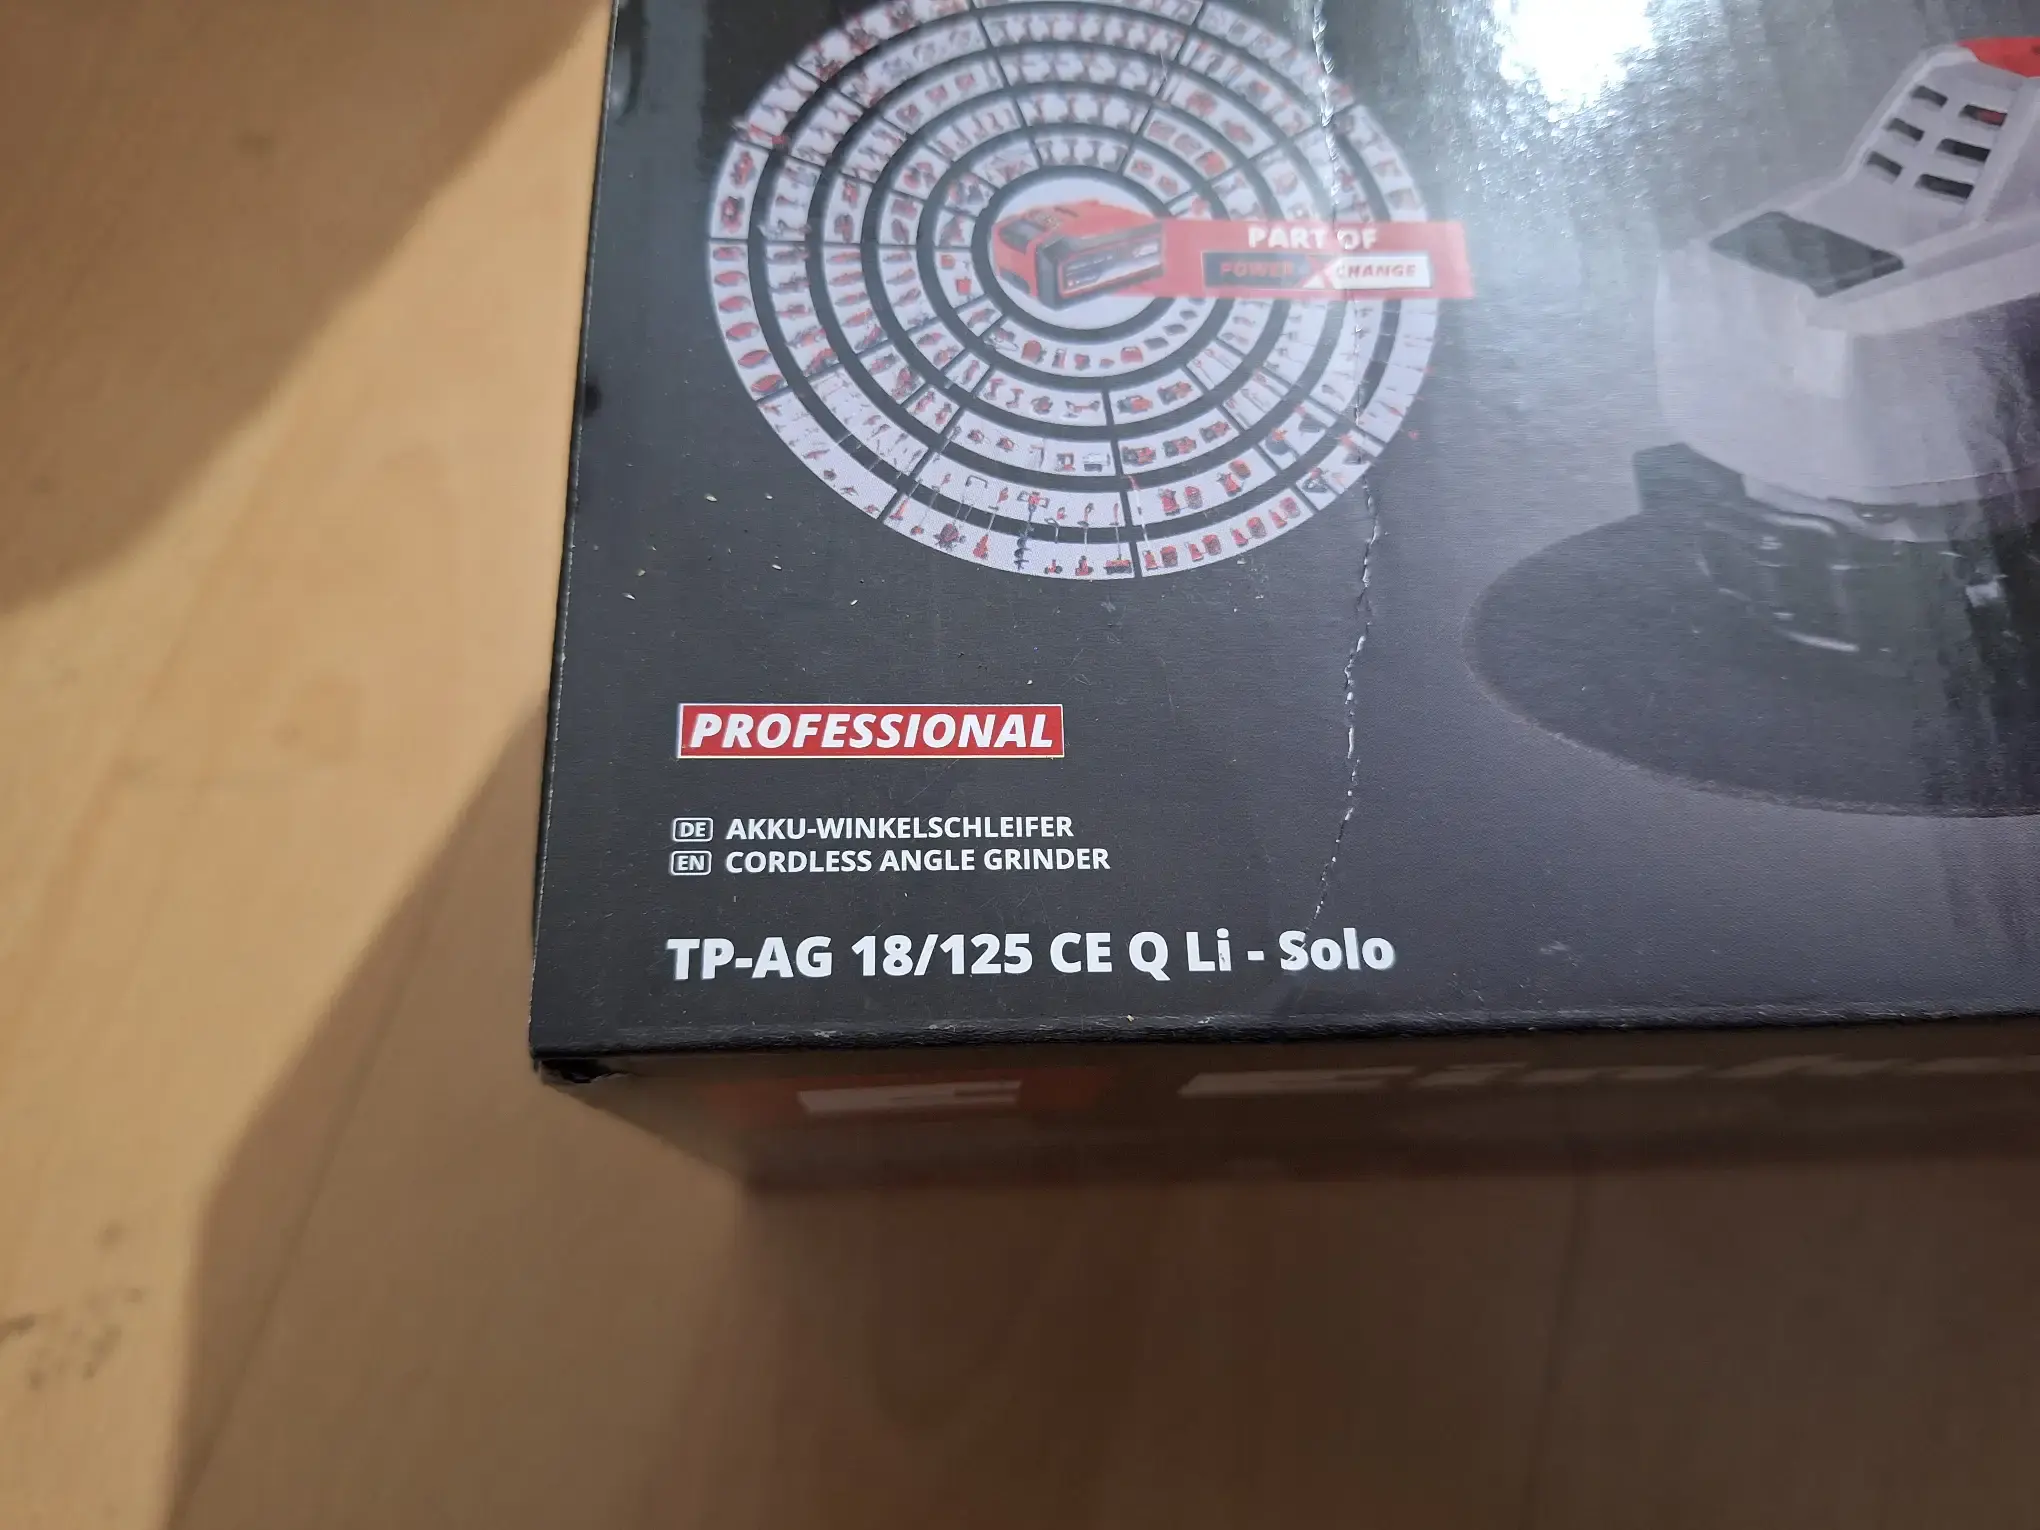 PART OF
POWER X CHANGE
PROFESSIONAL
DE AKKU-WINKELSCHLEIFER
EN CORDLESS ANGLE GRINDER
TP-AG 18/125 CE Q Li - Solo